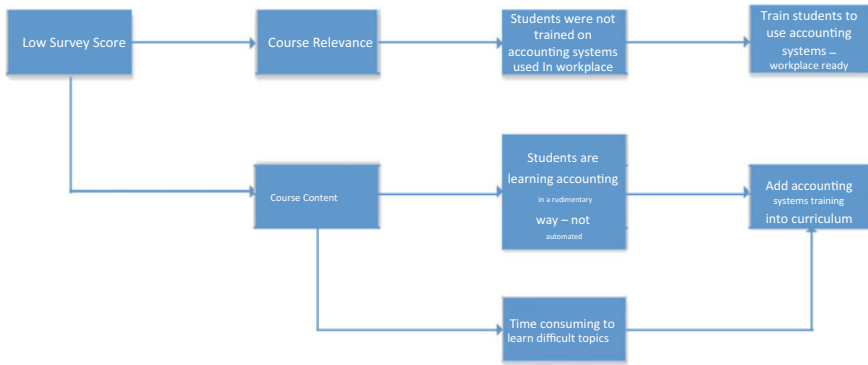 Low Survey Score
Course Relevance
Students were not
trained on
accounting systems
used In workplace
Train students to
use accounting
systems –
workplace ready
Course Content
Students are
learning accounting
in a rudimentary
way – not
automated
Add accounting
systems training
into curriculum
Time consuming to
learn difficult topics